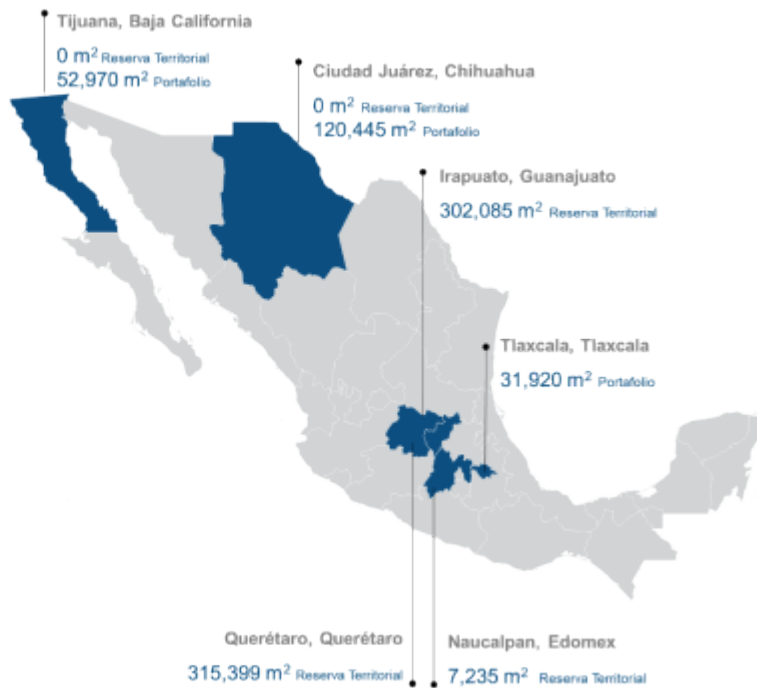 Tijuana, Baja California
0 m² Reserva Territorial
52,970 m² Portafolio
Ciudad Juárez, Chihuahua
0 m² Reserva Territorial
120,445 m² Portafolio
Irapuato, Guanajuato
302,085 m² Reserva Territorial
Tlaxcala, Tlaxcala
31,920 m² Portafolio
Querétaro, Querétaro
315,399 m² Reserva Territorial
Naucalpan, Edomex
7,235 m² Reserva Territorial